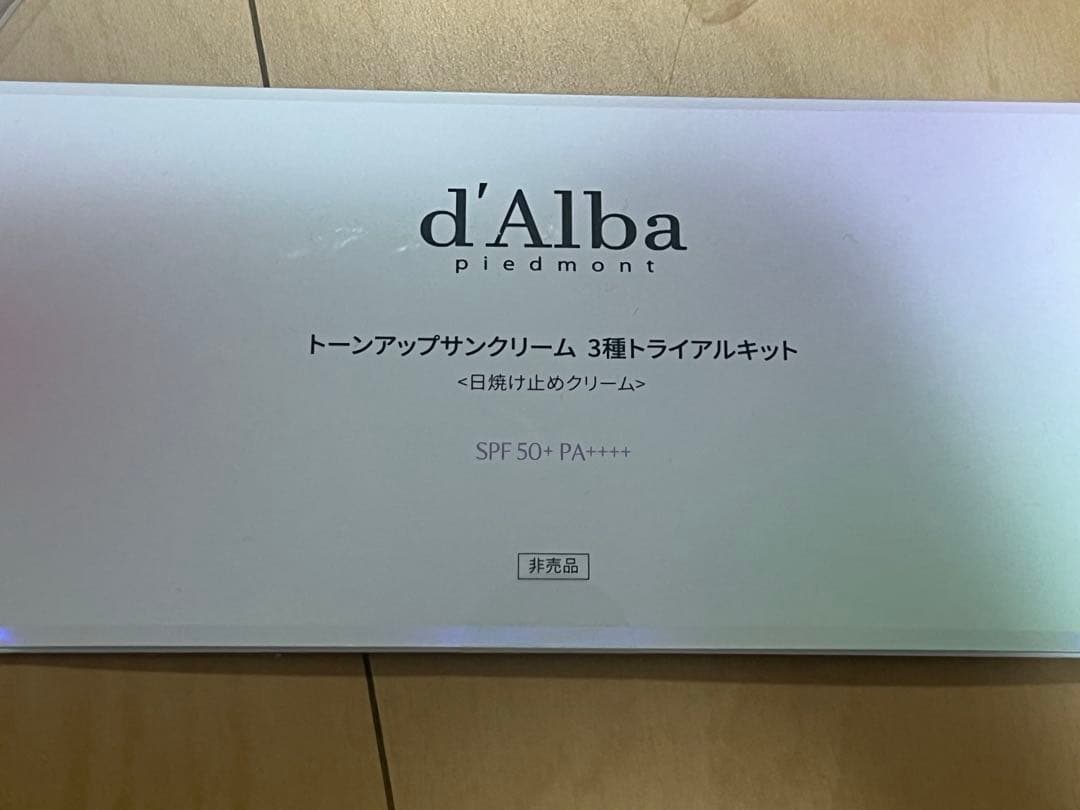 d'Alba
piedmont
トーンアップサンクリーム 3種トライアルキット
<日焼け止めクリーム>
SPF 50+ PA++++
非売品